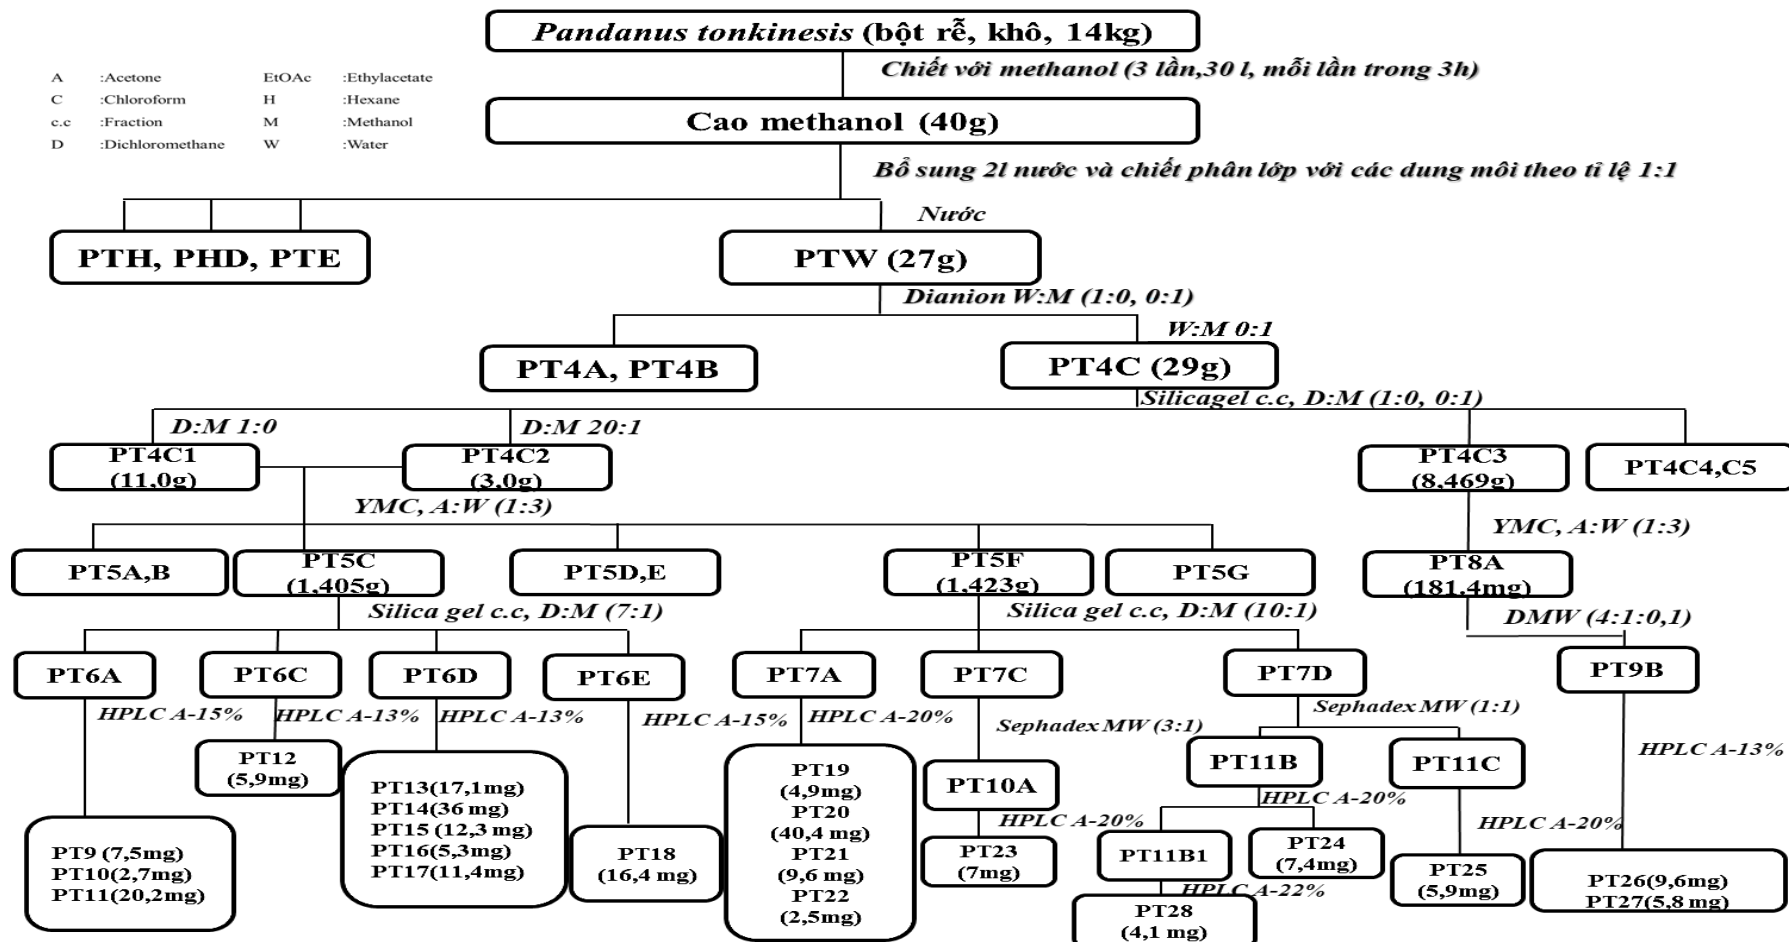 Pandanus tonkinesis (bột rễ, khô, 14kg)
Chiết với methanol (3 lần,30 l, mỗi lần trong 3h)
A :Acetone EtOAc :Ethylacetate
C :Chloroform H :Hexane
c.c :Fraction M :Methanol
D :Dichloromethane W :Water
Cao methanol (40g)
Bổ sung 2l nước và chiết phân lớp với các dung môi theo tỉ lệ 1:1
Nước
PTH, PHD, PTE
PTW (27g)
Dianion W:M (1:0, 0:1)
W:M 0:1
PT4A, PT4B
PT4C (29g)
Silicagel c.c, D:M (1:0, 0:1)
D:M 1:0
D:M 20:1
PT4C1
(11,0g)
PT4C2
(3,0g)
PT4C3
(8,469g)
PT4C4,C5
YMC, A:W (1:3)
YMC, A:W (1:3)
PT5A,B
PT5C
(1,405g)
PT5D,E
PT5F
(1,423g)
PT5G
PT8A
(181,4mg)
Silica gel c.c, D:M (7:1)
Silica gel c.c, D:M (10:1)
DMW (4:1:0,1)
PT6A
PT6C
PT6D
PT6E
PT7A
PT7C
PT7D
PT9B
HPLC A-15%
HPLC A-13%
HPLC A-13%
HPLC A-15%
HPLC A-20%
Sephadex MW (3:1)
Sephadex MW (1:1)
HPLC A-13%
PT12
(5,9mg)
PT13(17,1mg)
PT14(36 mg)
PT15 (12,3 mg)
PT16(5,3mg)
PT17(11,4mg)
PT19
(4,9mg)
PT20
(40,4 mg)
PT21
(9,6 mg)
PT22
(2,5mg)
PT10A
PT11B
PT11C
HPLC A-20%
HPLC A-20%
HPLC A-20%
PT9 (7,5mg)
PT10(2,7mg)
PT11(20,2mg)
PT18
(16,4 mg)
PT23
(7mg)
PT11B1
PT24
(7,4mg)
PT25
(5,9mg)
PT26(9,6mg)
PT27(5,8 mg)
HPLC A-22%
PT28
(4,1 mg)